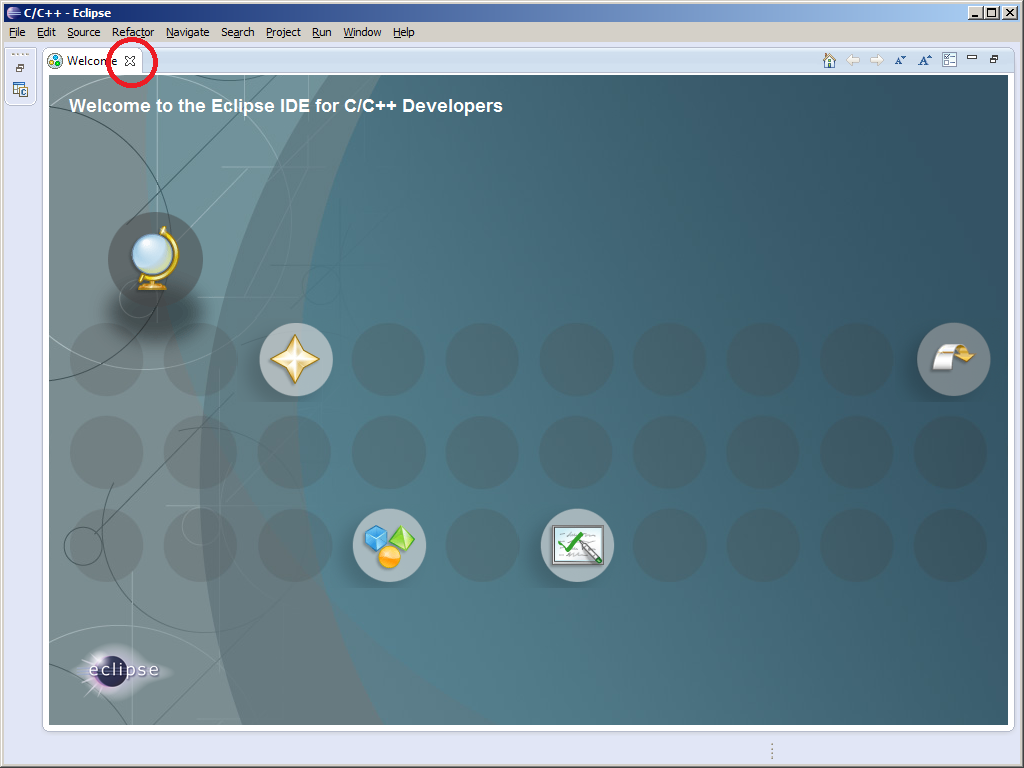 C/C++ - Eclipse
File Edit Source Refactor Navigate Search Project Run Window Help
Welcome
Welcome to the Eclipse IDE for C/C++ Developers
eclipse